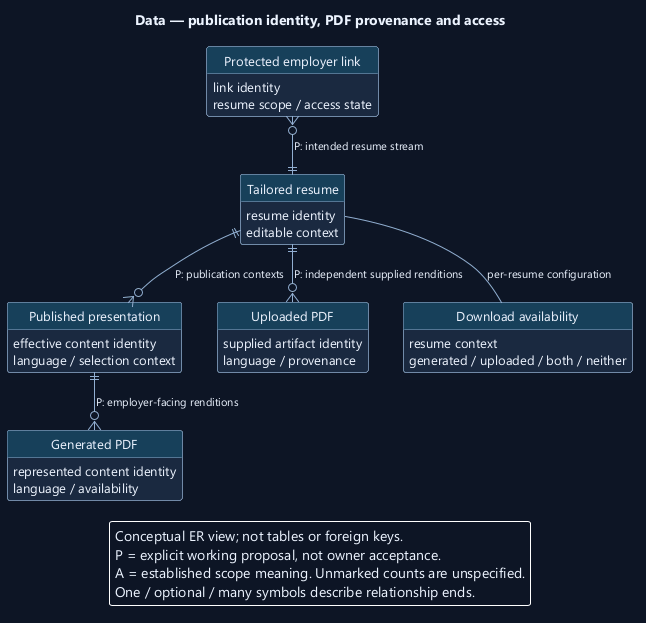 Data — publication identity, PDF provenance and access
Protected employer link
link identity
resume scope / access state
P: intended resume stream
Tailored resume
resume identity
editable context
P: publication contexts
P: independent supplied renditions
per-resume configuration
Published presentation
effective content identity
language / selection context
Uploaded PDF
supplied artifact identity
language / provenance
Download availability
resume context
generated / uploaded / both / neither
P: employer-facing renditions
Generated PDF
represented content identity
language / availability
Conceptual ER view; not tables or foreign keys.
P = explicit working proposal, not owner acceptance.
A = established scope meaning. Unmarked counts are unspecified.
One / optional / many symbols describe relationship ends.